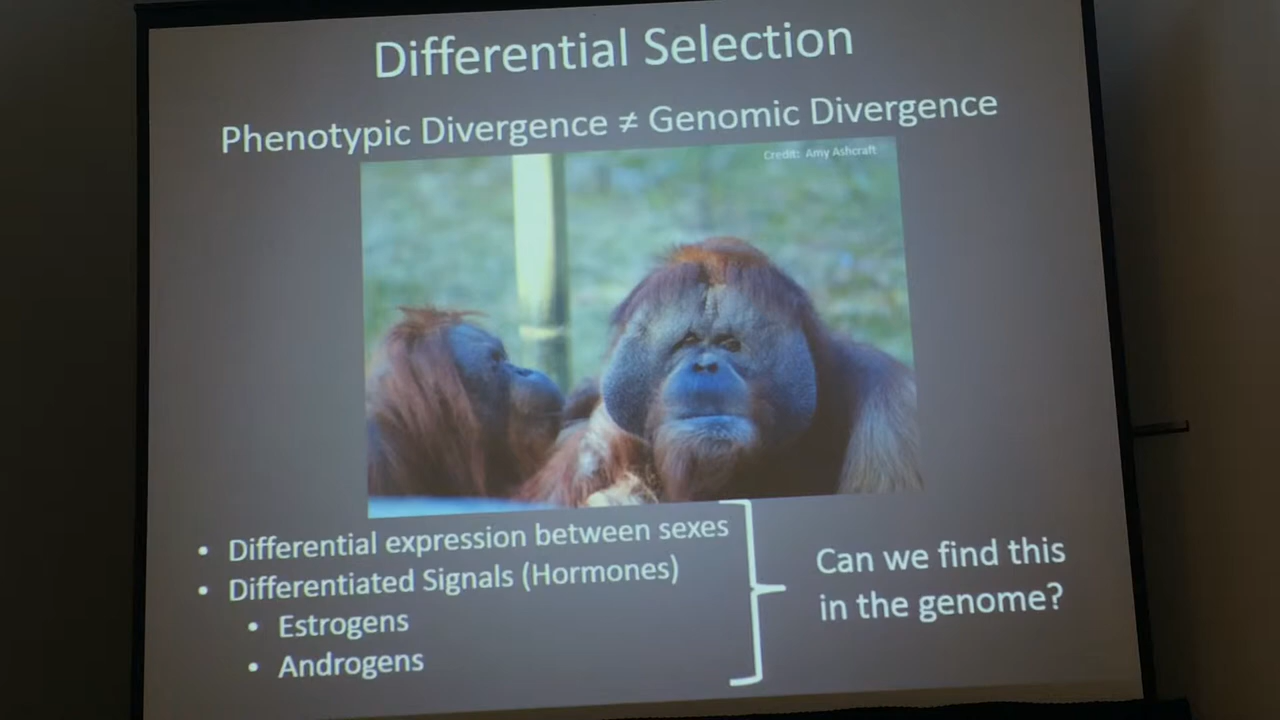 Differential Selection
Phenotypic Divergence ≠ Genomic Divergence
Credit: Amy Ashcraft
• Differential expression between sexes
• Differentiated Signals (Hormones)
• Estrogens
• Androgens
Can we find this
in the genome?